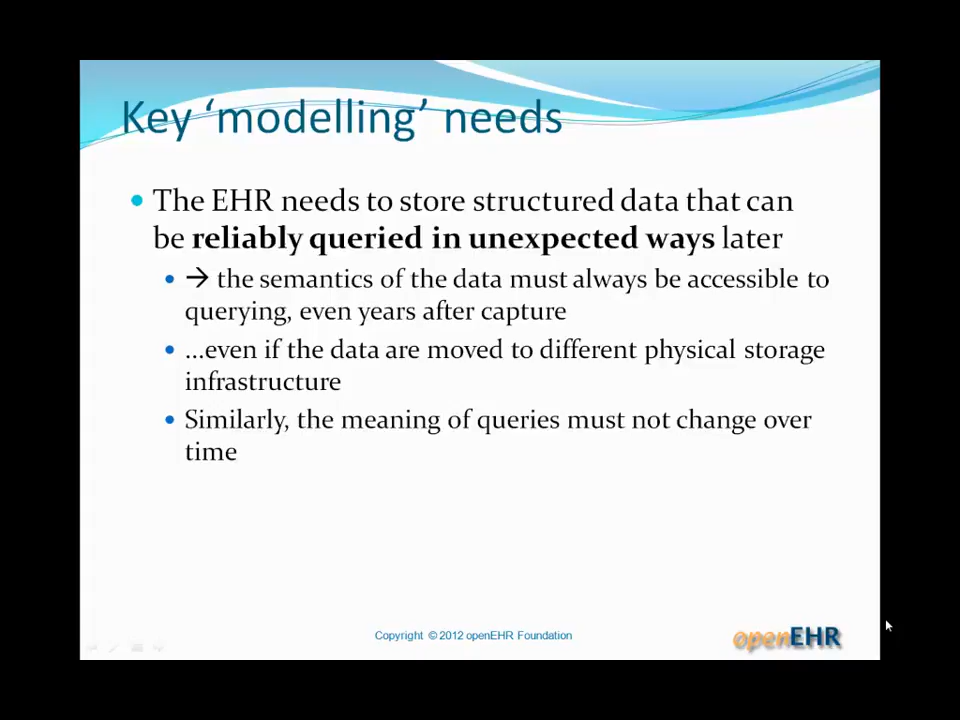 Key ‘modelling’ needs
• The EHR needs to store structured data that can
be reliably queried in unexpected ways later
• → the semantics of the data must always be accessible to
querying, even years after capture
• …even if the data are moved to different physical storage
infrastructure
• Similarly, the meaning of queries must not change over
time
Copyright © 2012 openEHR Foundation
openEHR